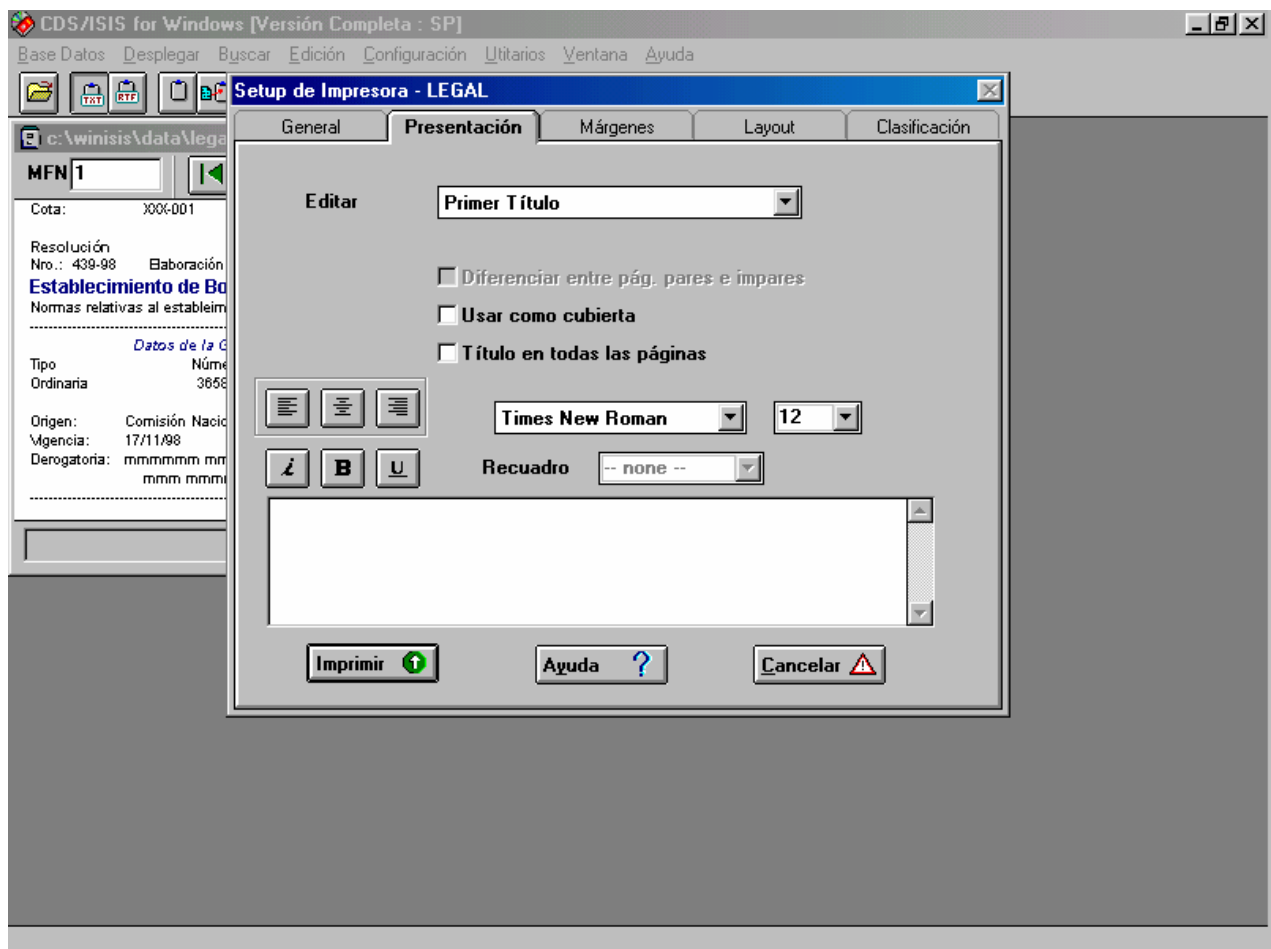 CDS/ISIS for Windows [Versión Completa : SP]
Base Datos Desplegar Buscar Edición Configuración Utitarios Ventana Ayuda
TXT RTF
Setup de Impresora - LEGAL
General Presentación Márgenes Layout Clasificación
c:\winisis\data\lega
MFN 1
Cota: XXX-001
Resolución
Nro.: 439-98 Elaboración
Establecimiento de Bo
Normas relativas al estableim
Datos de la G
Tipo Núme
Ordinaria 3658
Origen: Comisión Nacio
Vigencia: 17/11/98
Derogatoria: mmmmmm mm
mmm mmmi
Editar Primer Título
Diferenciar entre pág. pares e impares
Usar como cubierta
Título en todas las páginas
Times New Roman 12
i B U Recuadro -- none --
Imprimir Ayuda ? Cancelar